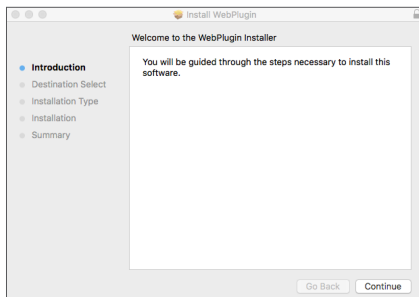 Install WebPlugin
Welcome to the WebPlugin Installer
Introduction
Destination Select
Installation Type
Installation
Summary
You will be guided through the steps necessary to install this
software.
Go Back
Continue